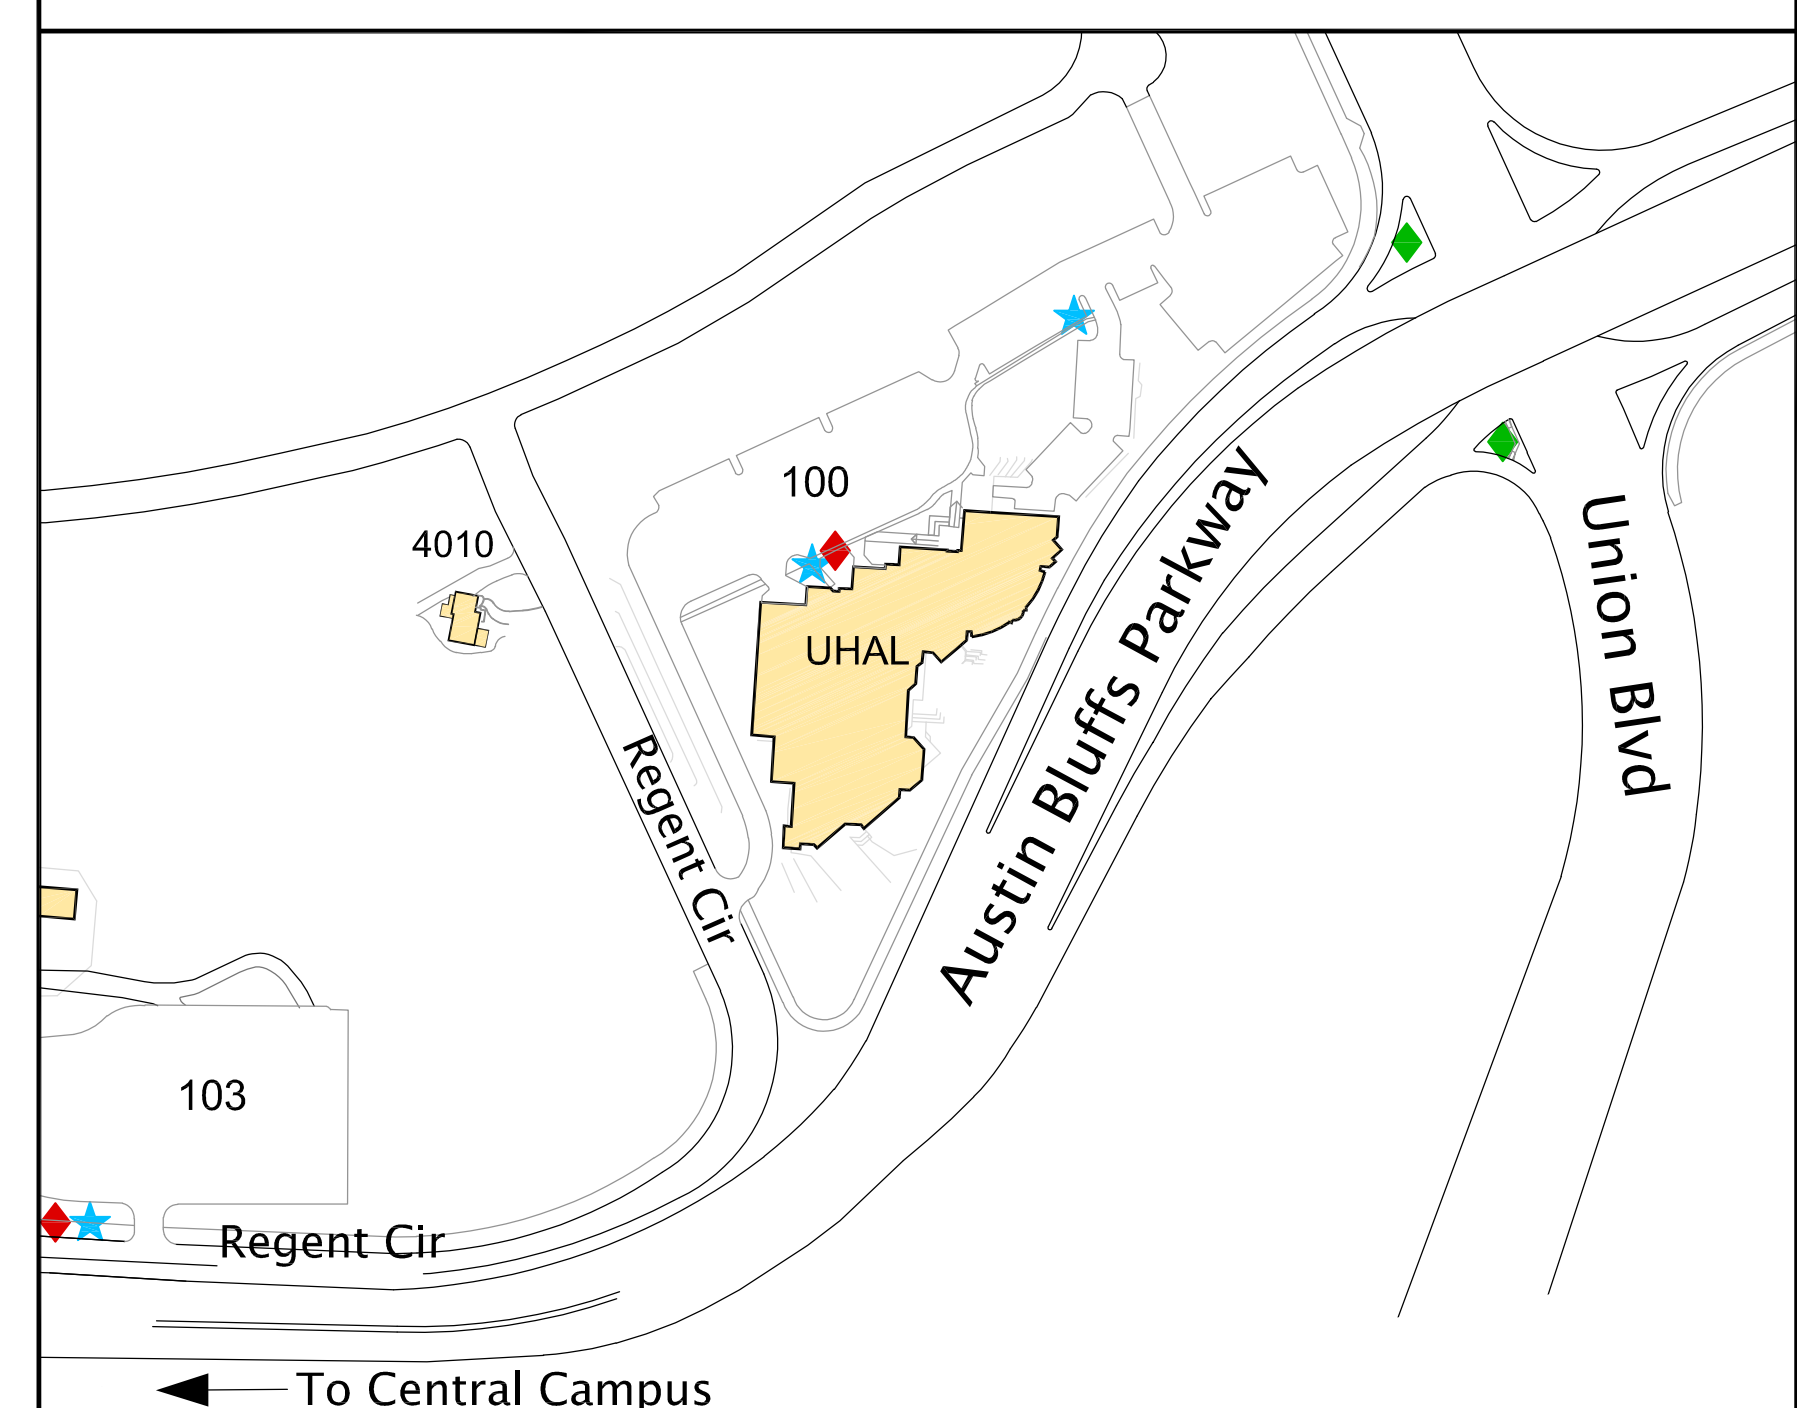 100
4010
UHAL
Austin Bluffs Parkway
Union Blvd
Regent Cir
103
Regent Cir
To Central Campus